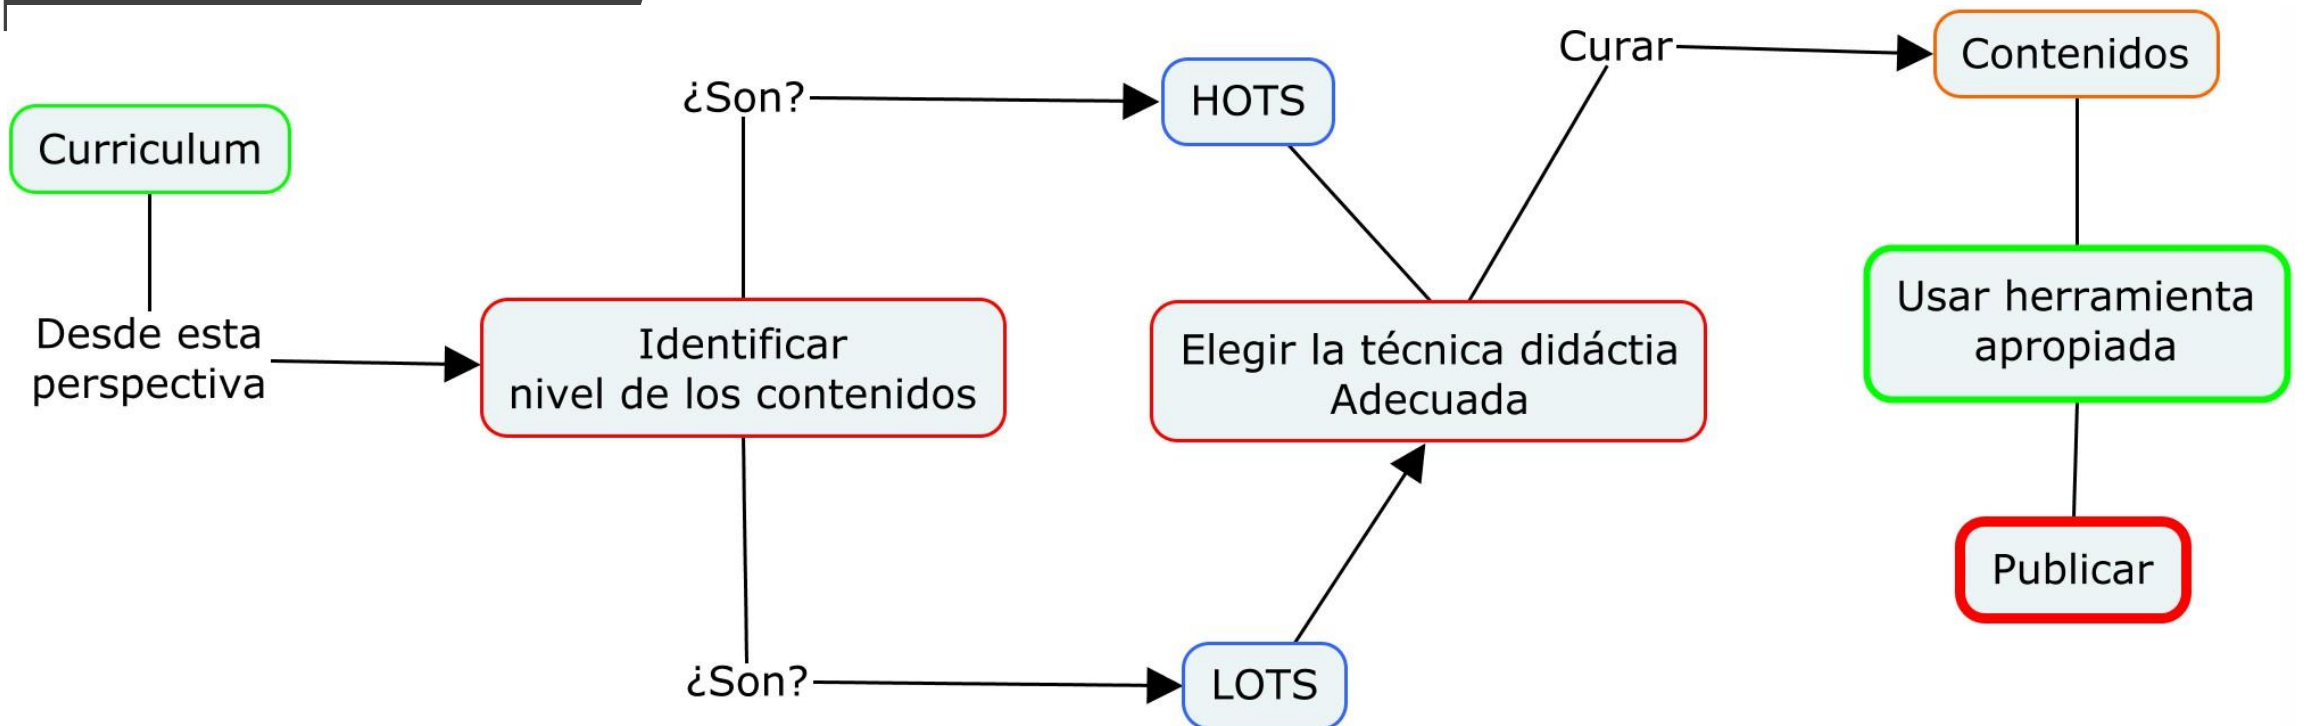 Curriculum
Desde esta
perspectiva
Identificar
nivel de los contenidos
¿Son?
HOTS
¿Son?
LOTS
Elegir la técnica didáctia
Adecuada
Curar
Contenidos
Usar herramienta
apropiada
Publicar